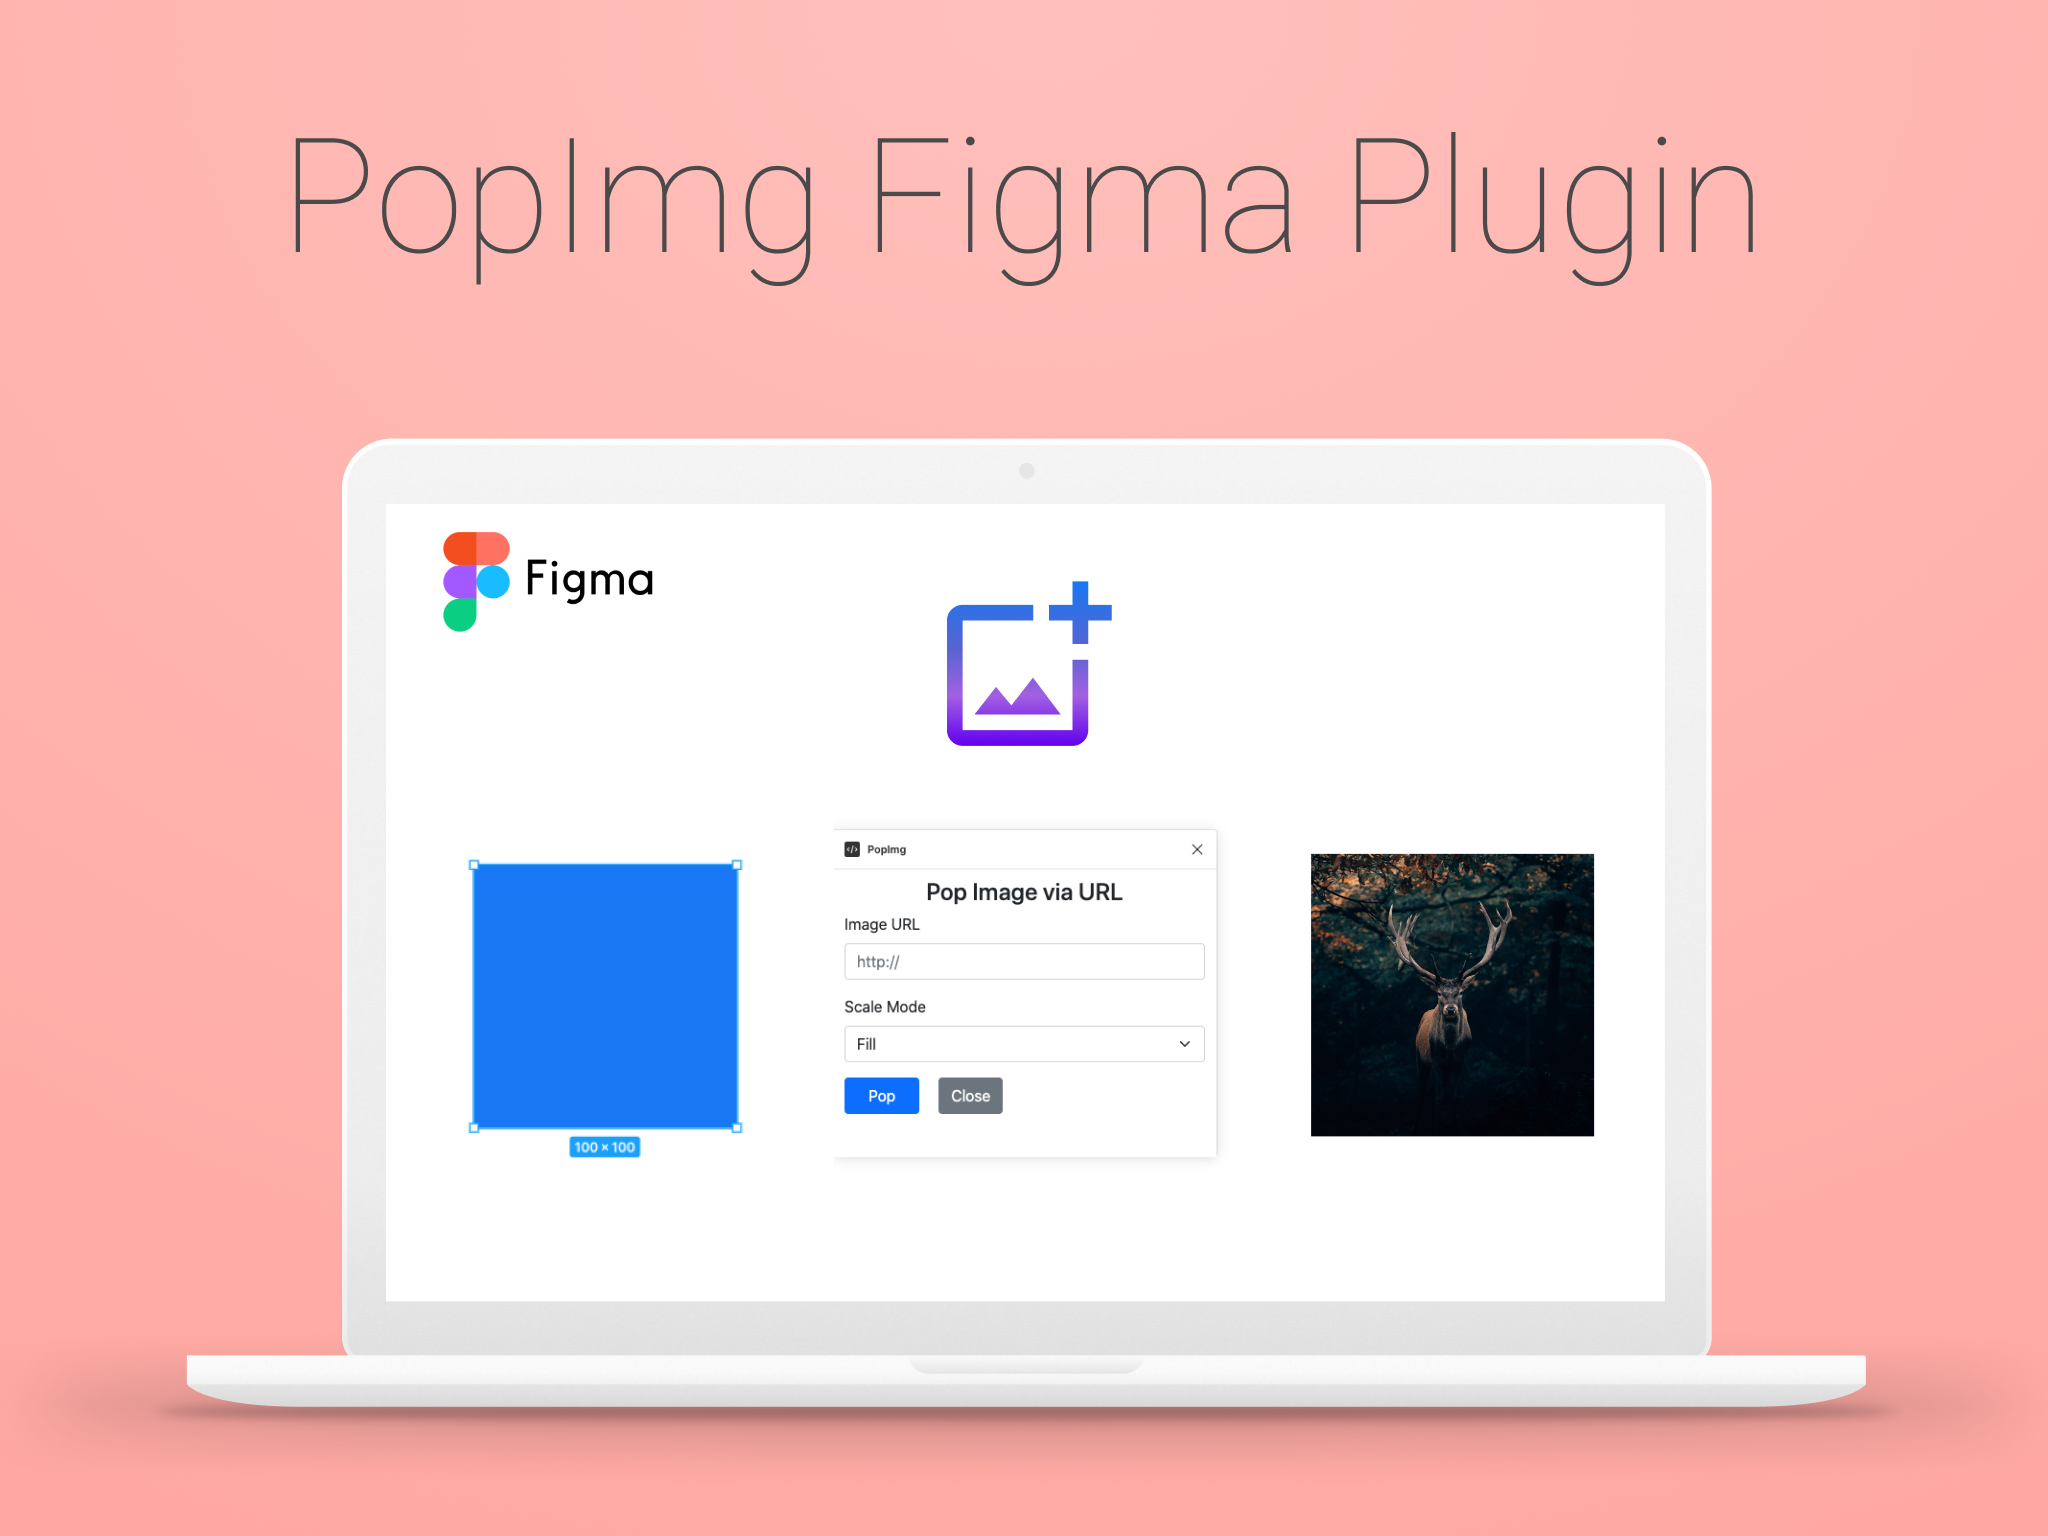 PopImg Figma Plugin
Figma
PopImg
Pop Image via URL
Image URL
http://
Scale Mode
Fill
Pop
Close
100 × 100